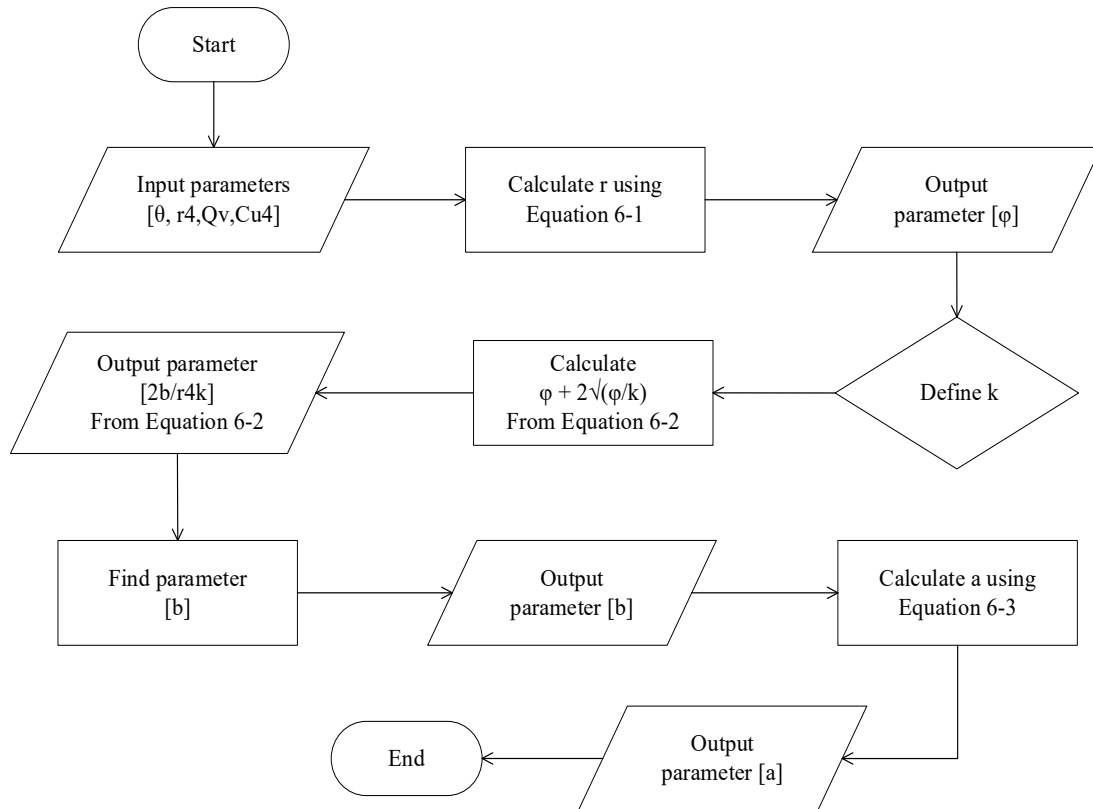 Start
Input parameters
[θ, r4,Qv,Cu4]
Calculate r using
Equation 6-1
Output
parameter [φ]
Define k
Calculate
φ + 2√(φ/k)
From Equation 6-2
Output parameter
[2b/r4k]
From Equation 6-2
Find parameter
[b]
Output
parameter [b]
Calculate a using
Equation 6-3
Output
parameter [a]
End